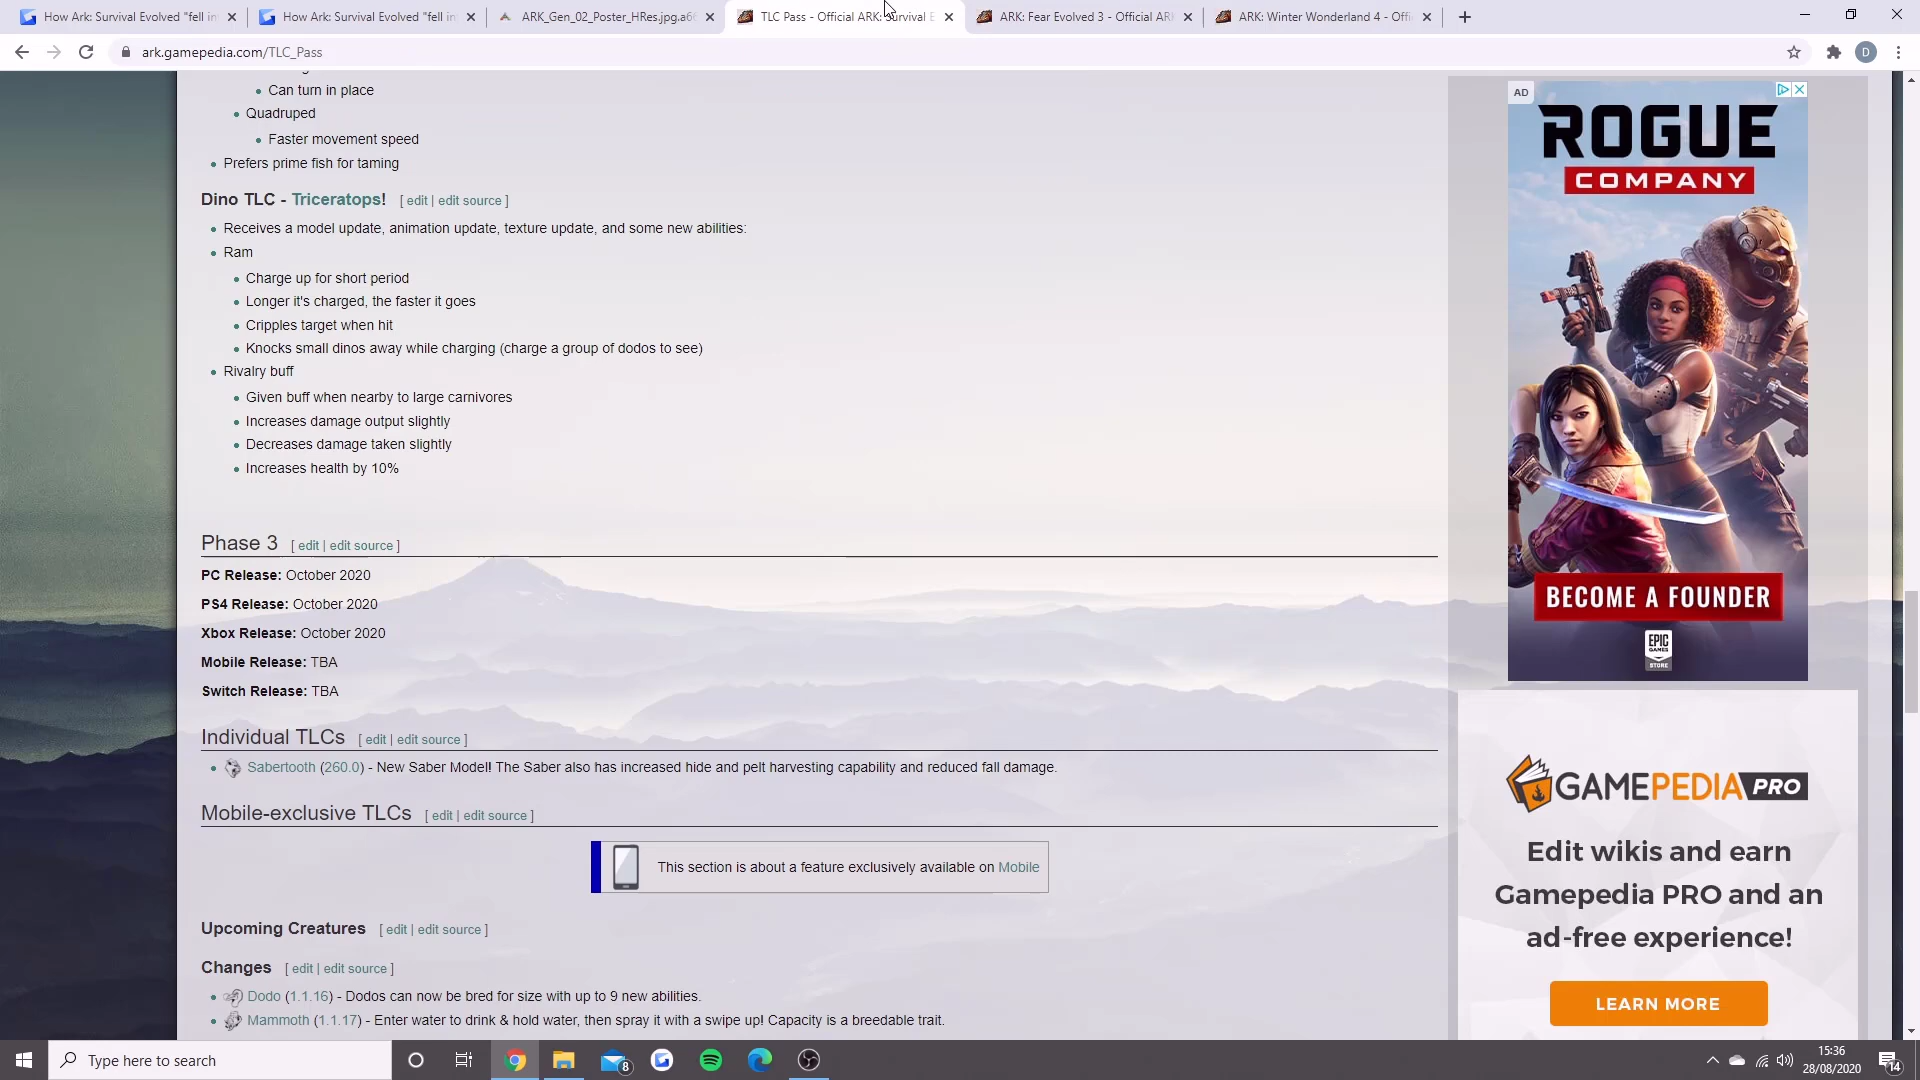 How Ark: Survival Evolved "fell in
How Ark: Survival Evolved "fell in
ARK_Gen_02_Poster_HRes.jpg.a6
TLC Pass - Official ARK: Survival E
ARK: Fear Evolved 3 - Official AR
ARK: Winter Wonderland 4 - Offi
ark.gamepedia.com/TLC_Pass
D
Can turn in place
Quadruped
Faster movement speed
Prefers prime fish for taming
Dino TLC - Triceratops! [ edit | edit source ]
Receives a model update, animation update, texture update, and some new abilities:
Ram
Charge up for short period
Longer it's charged, the faster it goes
Cripples target when hit
Knocks small dinos away while charging (charge a group of dodos to see)
Rivalry buff
Given buff when nearby to large carnivores
Increases damage output slightly
Decreases damage taken slightly
Increases health by 10%
Phase 3 [ edit | edit source ]
PC Release: October 2020
PS4 Release: October 2020
Xbox Release: October 2020
Mobile Release: TBA
Switch Release: TBA
Individual TLCs [ edit | edit source ]
Sabertooth (260.0) - New Saber Model! The Saber also has increased hide and pelt harvesting capability and reduced fall damage.
Mobile-exclusive TLCs [ edit | edit source ]
This section is about a feature exclusively available on Mobile
Upcoming Creatures [ edit | edit source ]
Changes [ edit | edit source ]
Dodo (1.1.16) - Dodos can now be bred for size with up to 9 new abilities.
Mammoth (1.1.17) - Enter water to drink & hold water, then spray it with a swipe up! Capacity is a breedable trait.
AD
ROGUE
COMPANY
BECOME A FOUNDER
EPIC
GAMES
STORE
GAMEPEDIA PRO
Edit wikis and earn
Gamepedia PRO and an
ad-free experience!
LEARN MORE
Type here to search
8
15:36
28/08/2020
14